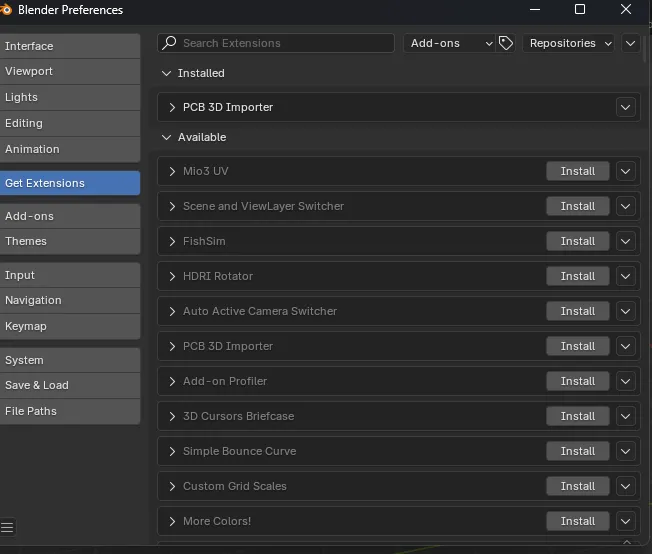 Blender Preferences
Interface
Viewport
Lights
Editing
Animation
Get Extensions
Add-ons
Themes
Input
Navigation
Keymap
System
Save & Load
File Paths
Search Extensions
Add-ons
Repositories
Installed
PCB 3D Importer
Available
Mio3 UV Install
Scene and ViewLayer Switcher Install
FishSim Install
HDRI Rotator Install
Auto Active Camera Switcher Install
PCB 3D Importer Install
Add-on Profiler Install
3D Cursors Briefcase Install
Simple Bounce Curve Install
Custom Grid Scales Install
More Colors! Install